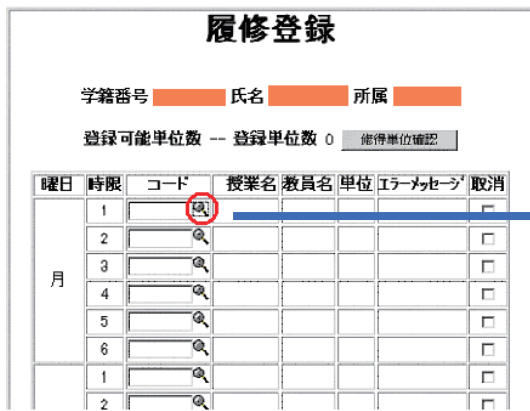 履修登録
学籍番号 氏名 所属
登録可能単位数 -- 登録単位数 0 修得単位確認
曜日 時限 コード 授業名 教員名 単位 エラーメッセージ 取消
月
1
2
3
4
5
6
1
2